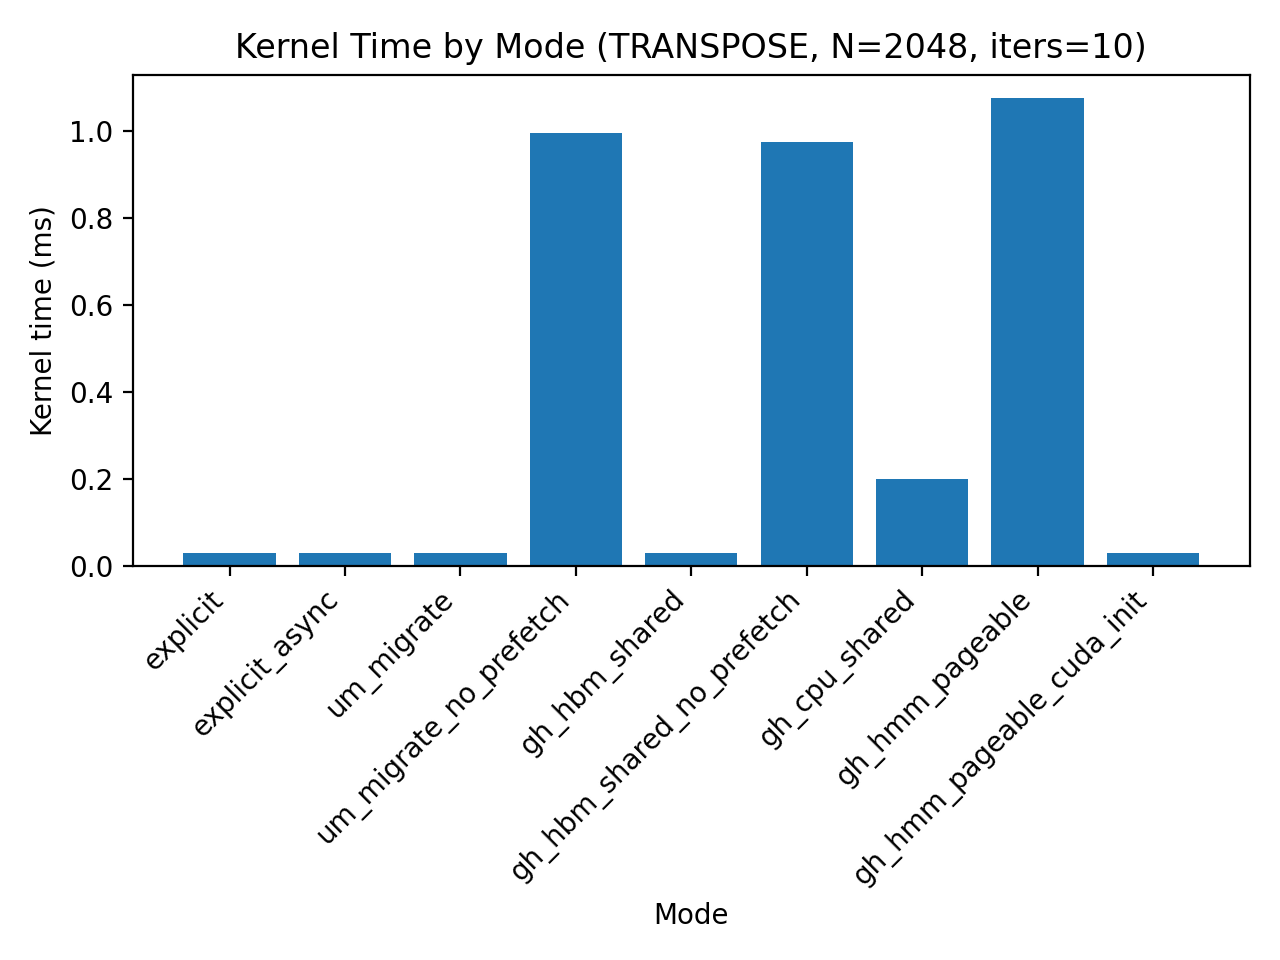 Kernel Time by Mode (TRANSPOSE, N=2048, iters=10)
Kernel time (ms)
1.0
0.8
0.6
0.4
0.2
0.0
explicit
explicit_async
um_migrate
um_migrate_no_prefetch
gh_hbm_shared
gh_hbm_shared_no_prefetch
gh_cpu_shared
gh_hmm_pageable
gh_hmm_pageable_cuda_init
Mode